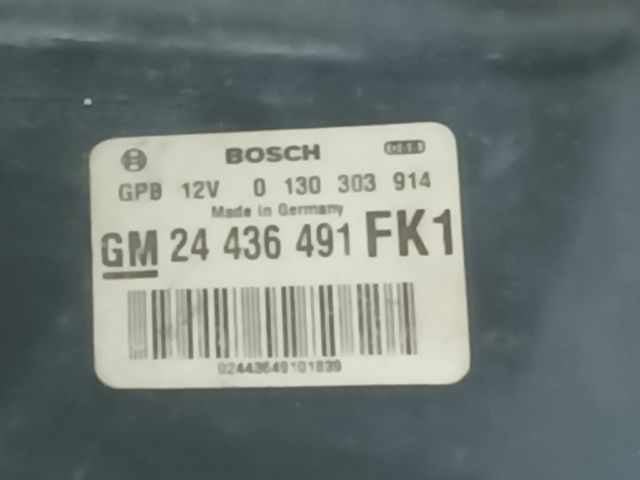 BOSCH
GPB 12V 0 130 303 914
Made in Germany
GM 24 436 491 FK1
02443649101839